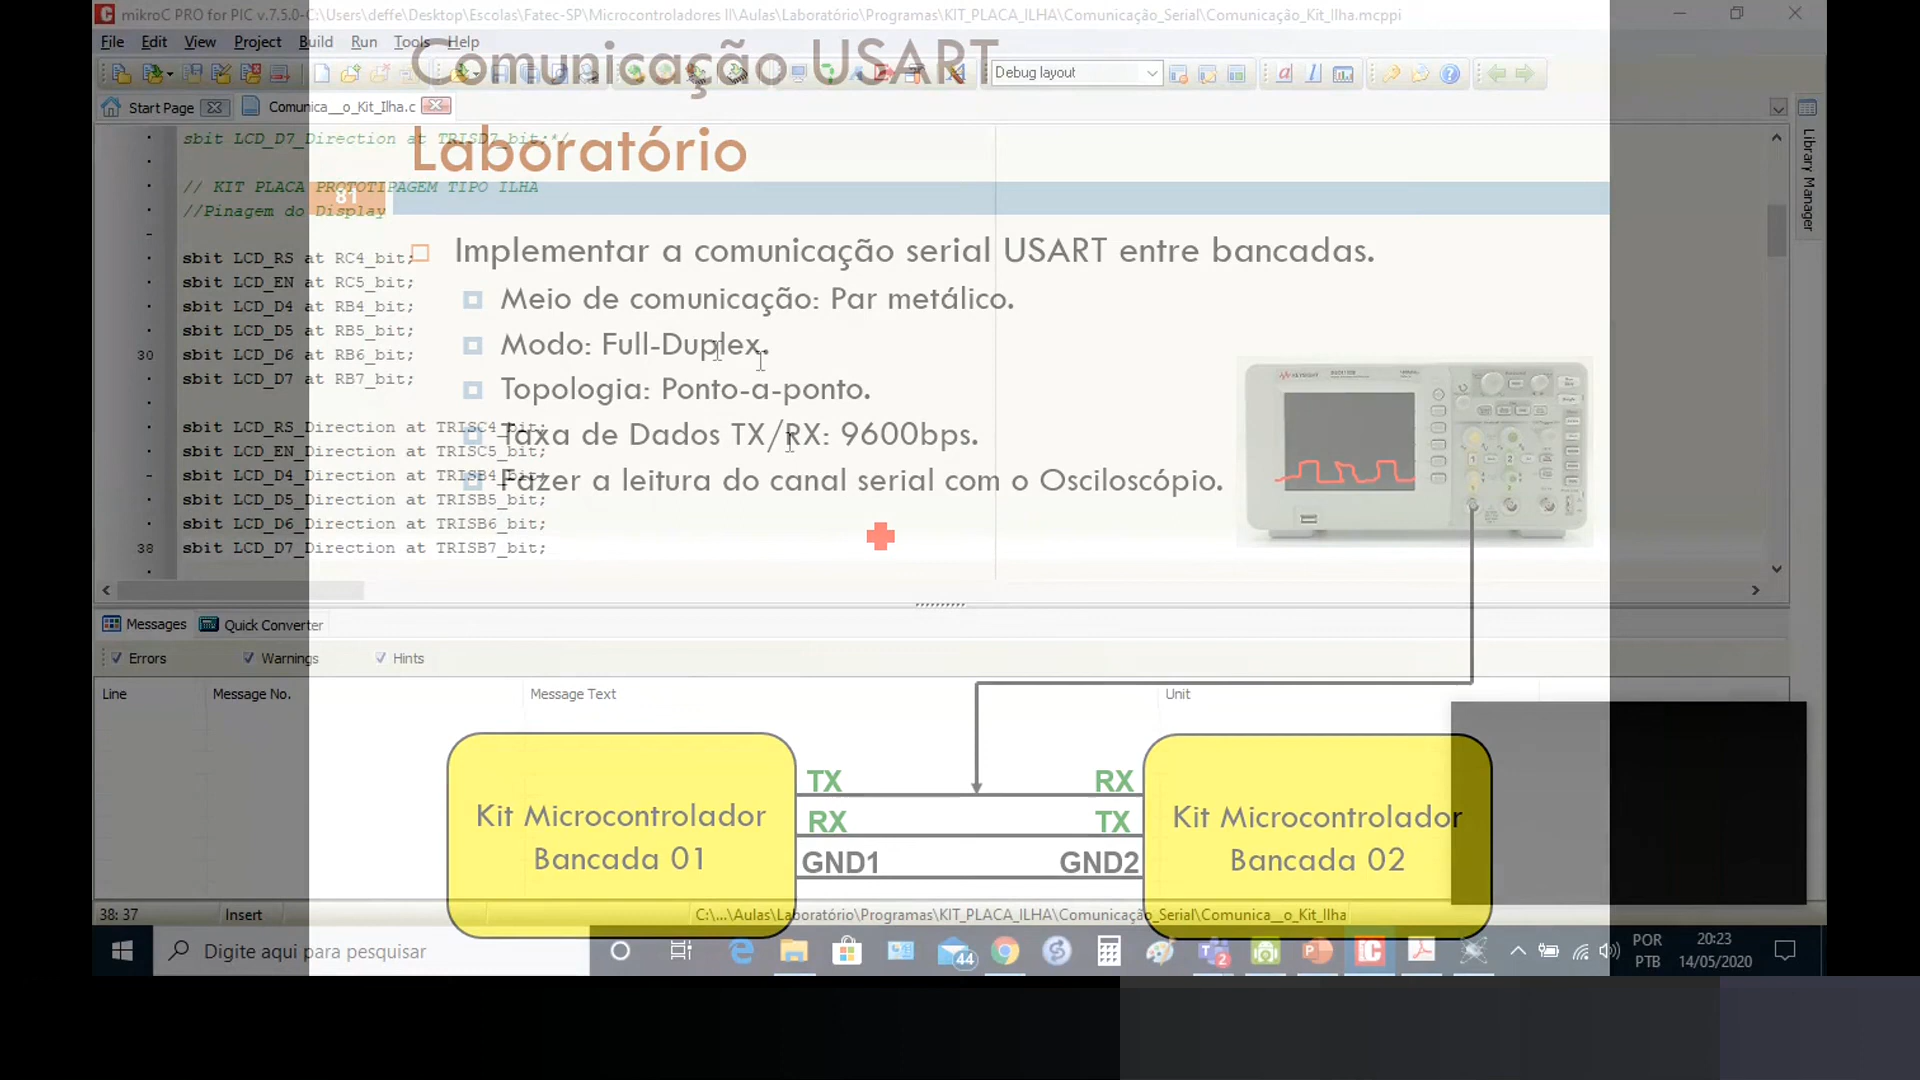 mikroC PRO for PIC v.7.5.0-C:\Users\deffe\Desktop\Escolas\Fatec-SP\Microcontroladores II\Aulas\Laboratório\Programas\KIT_PLACA_ILHA\Comunicação_Serial\Comunicação_Kit_Ilha.mcppi
File Edit View Project Build Run Tools Help
Comunicação USART
Debug layout
Start Page
Comunica__o_Kit_Ilha.c
Laboratório
sbit LCD_D7_Direction at TRISD7_bit;*/
// KIT PLACA PROTOTIPAGEM TIPO ILHA
81
//Pinagem do Display
Library Manager
Implementar a comunicação serial USART entre bancadas.
Meio de comunicação: Par metálico.
Modo: Full-Duplex.
Topologia: Ponto-a-ponto.
Taxa de Dados TX/RX: 9600bps.
Fazer a leitura do canal serial com o Osciloscópio.
sbit LCD_RS at RC4_bit;
sbit LCD_EN at RC5_bit;
sbit LCD_D4 at RB4_bit;
sbit LCD_D5 at RB5_bit;
30 sbit LCD_D6 at RB6_bit;
sbit LCD_D7 at RB7_bit;
sbit LCD_RS_Direction at TRISC4_bit;
sbit LCD_EN_Direction at TRISC5_bit;
sbit LCD_D4_Direction at TRISB4_bit;
sbit LCD_D5_Direction at TRISB5_bit;
sbit LCD_D6_Direction at TRISB6_bit;
38 sbit LCD_D7_Direction at TRISB7_bit;
KEYSIGHT
Messages Quick Converter
Errors Warnings Hints
Line Message No. Message Text Unit
Kit Microcontrolador
Bancada 01
TX RX
RX TX
GND1 GND2
Kit Microcontrolador
Bancada 02
38: 37 Insert C:\...\Aulas\Laboratório\Programas\KIT_PLACA_ILHA\Comunicação_Serial\Comunica__o_Kit_Ilha
Digite aqui para pesquisar
44
2
POR
PTB
20:23
14/05/2020